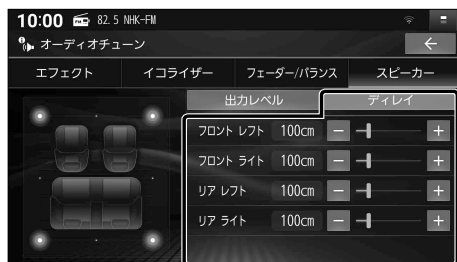 10:00 FM 82.5 NHK-FM
オーディオチューン
エフェクト イコライザー フェーダー/バランス スピーカー
出力レベル ディレイ
フロント レフト 100cm − +
フロント ライト 100cm − +
リア レフト 100cm − +
リア ライト 100cm − +